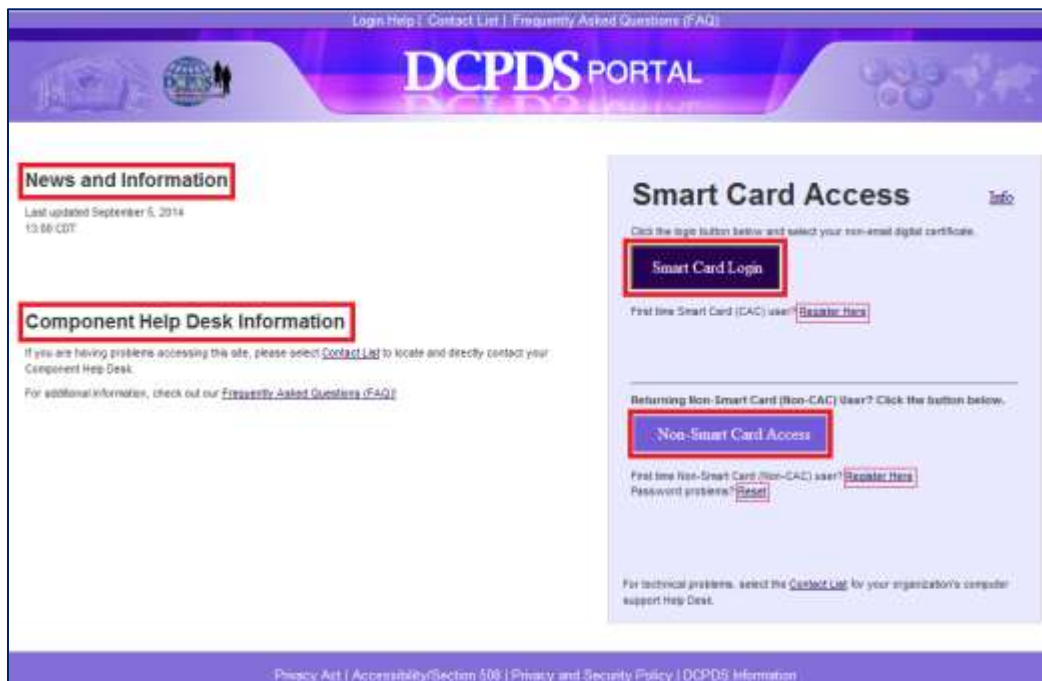 Login Help | Contact List | Frequently Asked Questions (FAQ)
DCPDS
DCPDS PORTAL
News and Information
Last updated September 5, 2014
13:00 CDT
Component Help Desk Information
If you are having problems accessing this site, please select Contact List to locate and directly contact your
Component Help Desk.
For additional information, check out our Frequently Asked Questions (FAQ)!
Smart Card Access
Info
Click the login button below and select your non-email digital certificate.
Smart Card Login
First time Smart Card (CAC) user? Register Here
Returning Non-Smart Card (Non-CAC) User? Click the button below.
Non-Smart Card Access
First time Non-Smart Card (Non-CAC) user? Register Here
Password problems? Reset
For technical problems, select the Contact List for your organization's computer
support Help Desk.
Privacy Act | Accessibility/Section 508 | Privacy and Security Policy | DCPDS Information